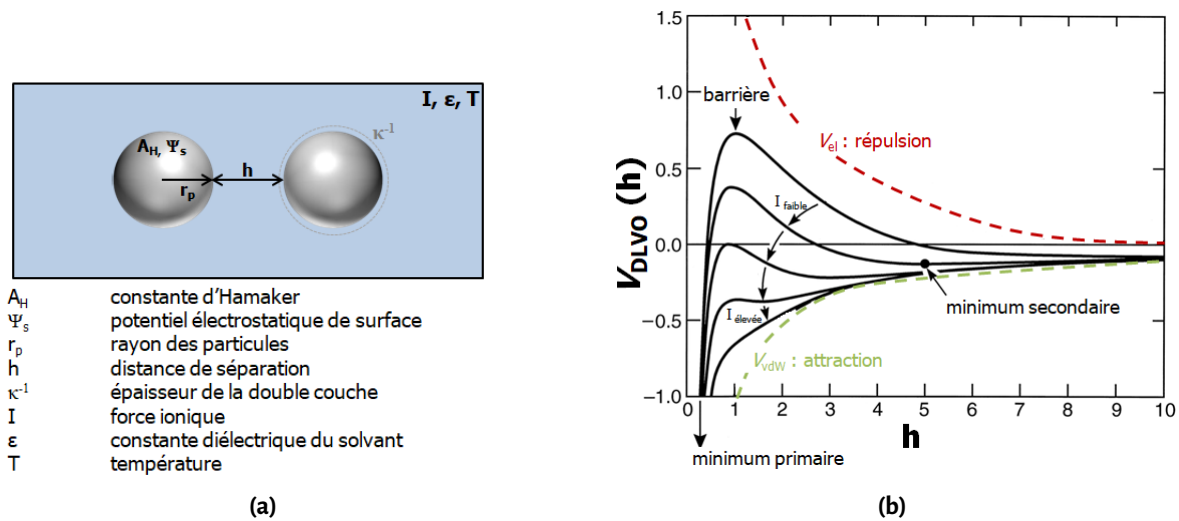 I, ε, T
κ⁻¹
A_H, Ψ_s
h
r_p
A_H constante d'Hamaker
Ψ_s potentiel électrostatique de surface
r_p rayon des particules
h distance de séparation
κ⁻¹ épaisseur de la double couche
I force ionique
ε constante diélectrique du solvant
T température
(a)
1.5
1.0
0.5
0.0
−0.5
−1.0
V_DLVO (h)
barrière
V_el : répulsion
I faible
minimum secondaire
I élevée
V_vdW : attraction
0 1 2 3 4 5 6 7 8 9 10
h
minimum primaire
(b)